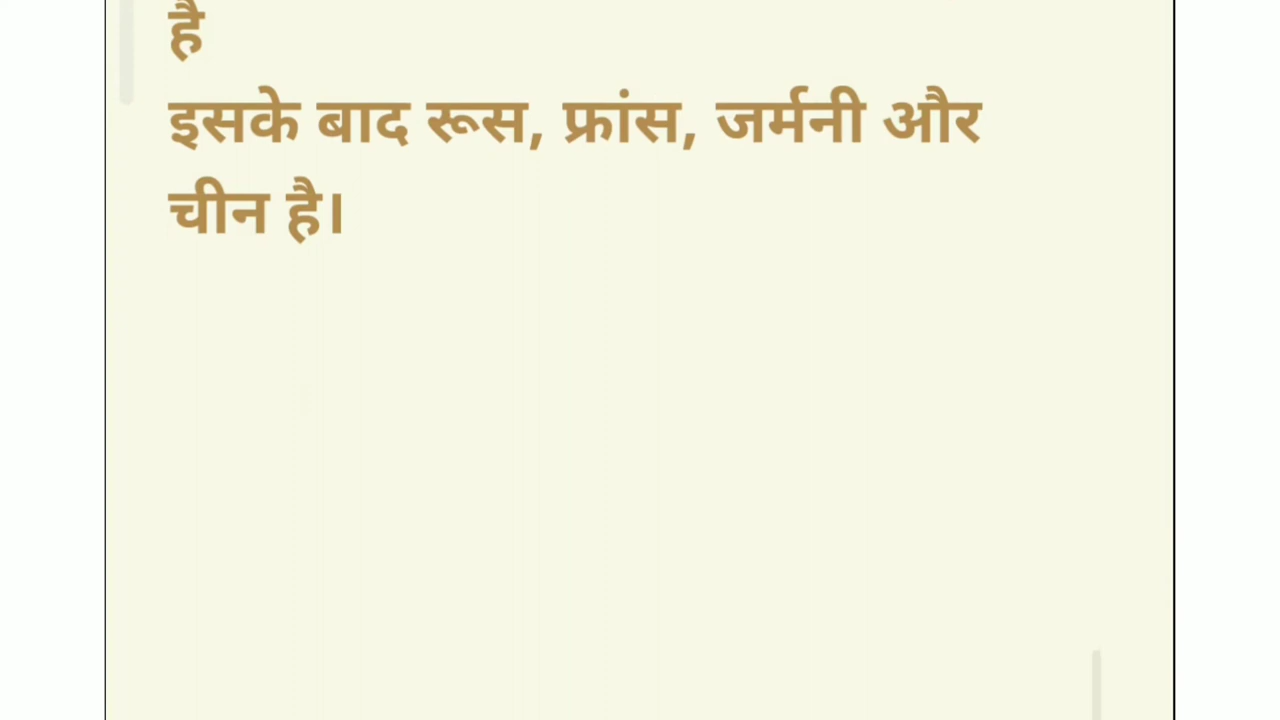 है
इसके बाद रूस, फ्रांस, जर्मनी और
चीन है।